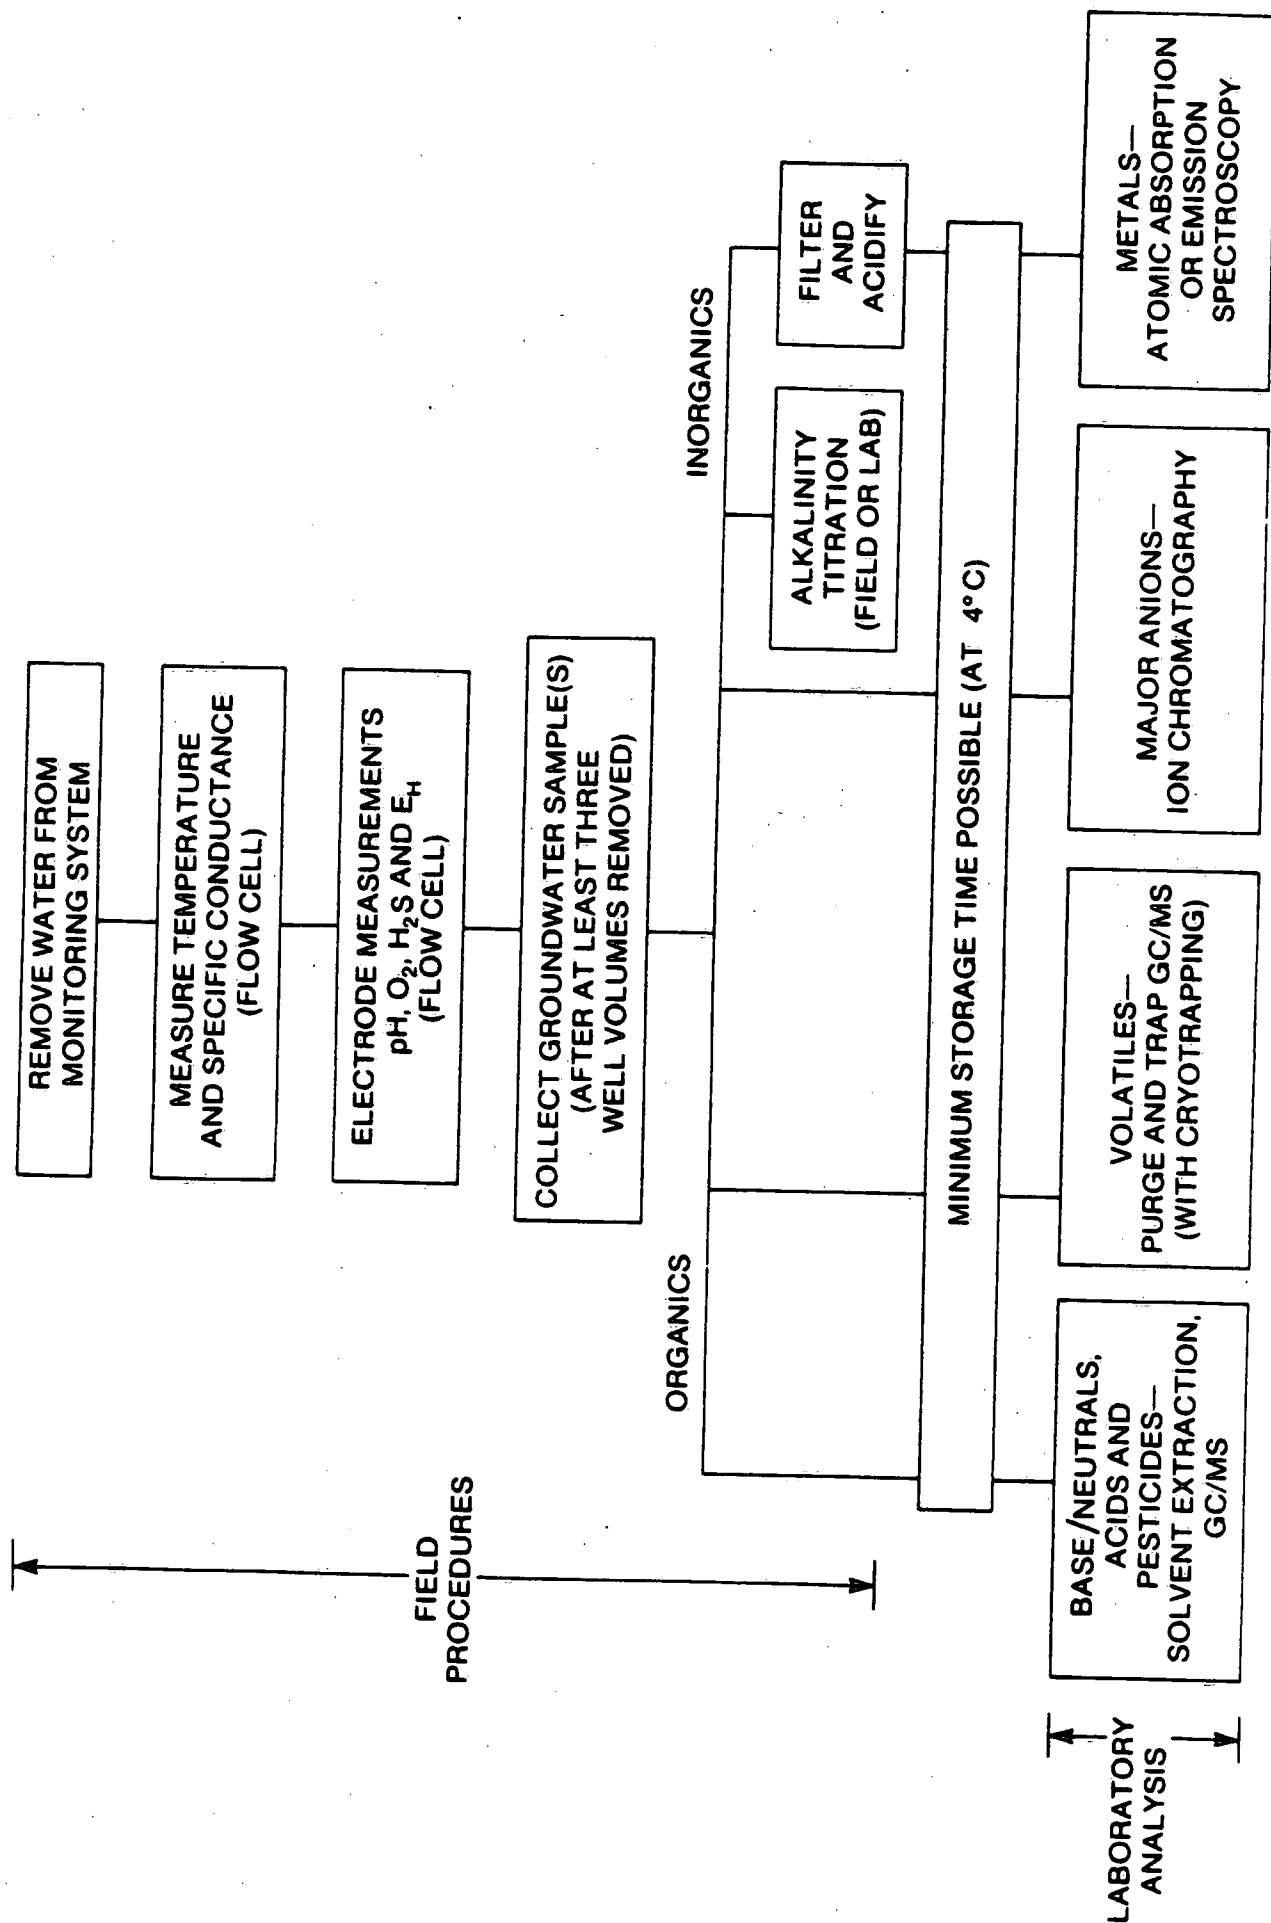 REMOVE WATER FROM
MONITORING SYSTEM
MEASURE TEMPERATURE
AND SPECIFIC CONDUCTANCE
(FLOW CELL)
ELECTRODE MEASUREMENTS
pH, O₂, H₂S AND E_H
(FLOW CELL)
COLLECT GROUNDWATER SAMPLE(S)
(AFTER AT LEAST THREE
WELL VOLUMES REMOVED)
FIELD
PROCEDURES
ORGANICS
INORGANICS
ALKALINITY
TITRATION
(FIELD OR LAB)
FILTER
AND
ACIDIFY
MINIMUM STORAGE TIME POSSIBLE (AT 4°C)
LABORATORY
ANALYSIS
BASE/NEUTRALS,
ACIDS AND
PESTICIDES—
SOLVENT EXTRACTION,
GC/MS
VOLATILES—
PURGE AND TRAP GC/MS
(WITH CRYOTRAPPING)
MAJOR ANIONS—
ION CHROMATOGRAPHY
METALS—
ATOMIC ABSORPTION
OR EMISSION
SPECTROSCOPY